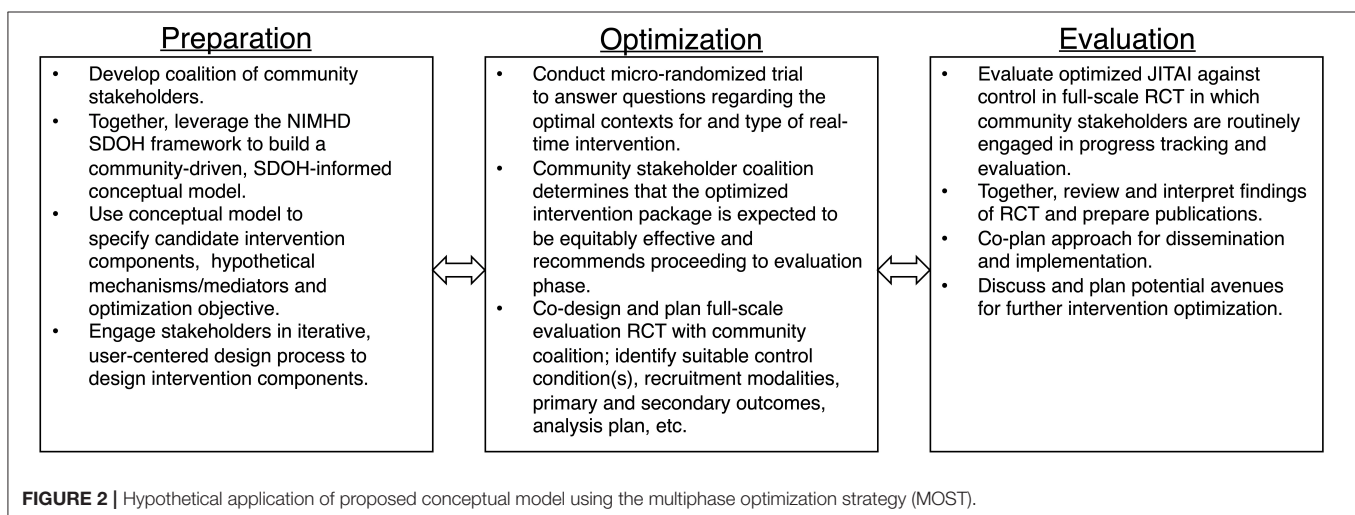 Preparation
• Develop coalition of community
stakeholders.
• Together, leverage the NIMHD
SDOH framework to build a
community-driven, SDOH-informed
conceptual model.
• Use conceptual model to
specify candidate intervention
components, hypothetical
mechanisms/mediators and
optimization objective.
• Engage stakeholders in iterative,
user-centered design process to
design intervention components.
Optimization
• Conduct micro-randomized trial
to answer questions regarding the
optimal contexts for and type of real-
time intervention.
• Community stakeholder coalition
determines that the optimized
intervention package is expected to
be equitably effective and
recommends proceeding to evaluation
phase.
• Co-design and plan full-scale
evaluation RCT with community
coalition; identify suitable control
condition(s), recruitment modalities,
primary and secondary outcomes,
analysis plan, etc.
Evaluation
• Evaluate optimized JITAI against
control in full-scale RCT in which
community stakeholders are routinely
engaged in progress tracking and
evaluation.
• Together, review and interpret findings
of RCT and prepare publications.
• Co-plan approach for dissemination
and implementation.
• Discuss and plan potential avenues
for further intervention optimization.
FIGURE 2 | Hypothetical application of proposed conceptual model using the multiphase optimization strategy (MOST).